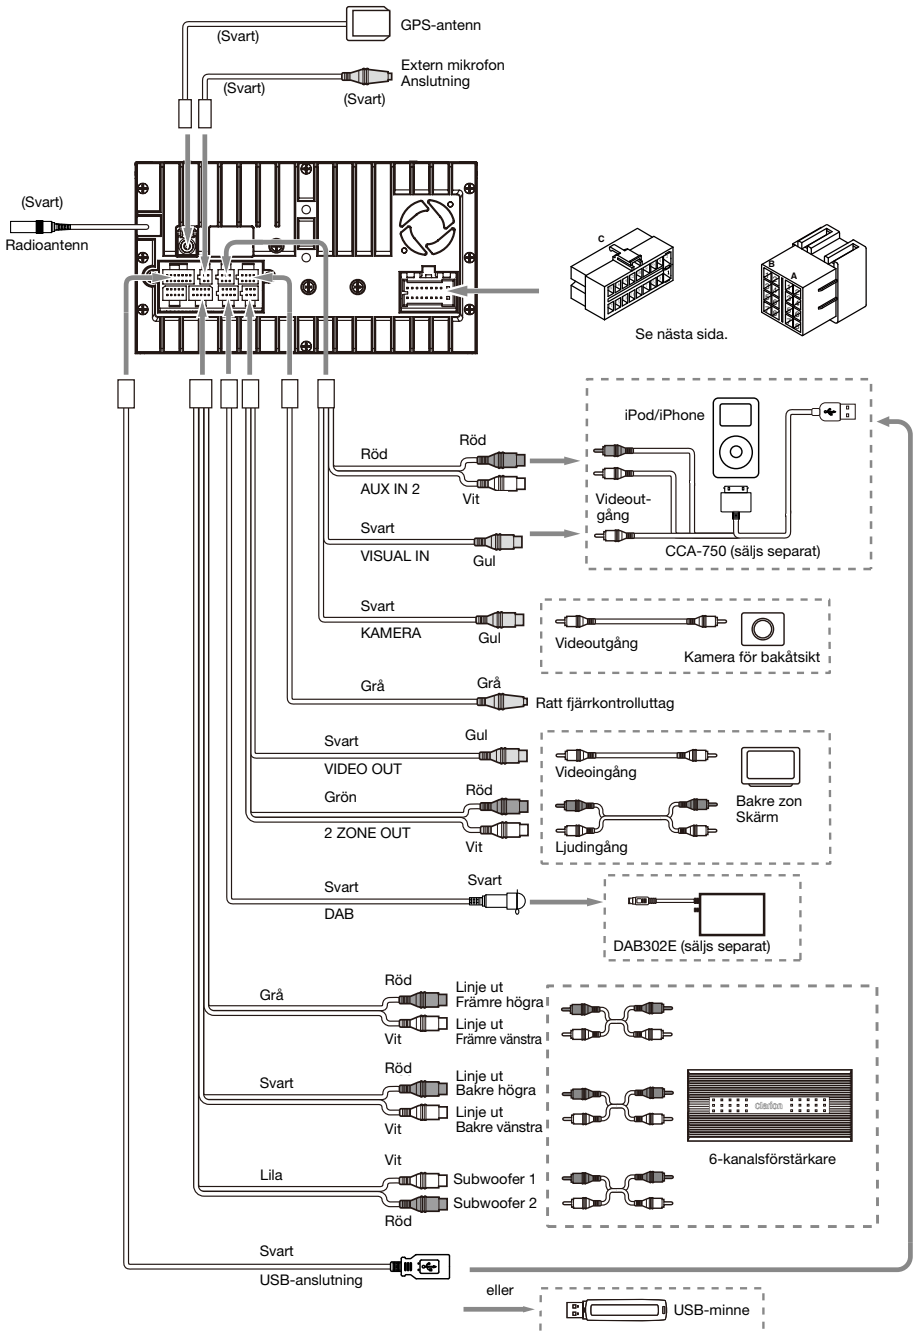 GPS-antenn
(Svart)
Extern mikrofon
Anslutning
(Svart)
(Svart)
(Svart)
Radioantenn
C
B
A
Se nästa sida.
iPod/iPhone
Röd
Röd
AUX IN 2
Vit
Videout-
gång
Svart
VISUAL IN
Gul
CCA-750 (säljs separat)
Svart
KAMERA
Gul
Videoutgång
Kamera för bakåtsikt
Grå
Grå
Ratt fjärrkontrolluttag
Svart
Gul
VIDEO OUT
Videoingång
Grön
Röd
Bakre zon
Skärm
2 ZONE OUT
Vit
Ljudingång
Svart
Svart
DAB
DAB302E (säljs separat)
Grå
Röd
Linje ut
Främre högra
Vit
Linje ut
Främre vänstra
Svart
Röd
Linje ut
Bakre högra
Vit
Linje ut
Bakre vänstra
Clarion
6-kanalsförstärkare
Lila
Vit
Subwoofer 1
Subwoofer 2
Röd
Svart
USB-anslutning
eller
USB-minne